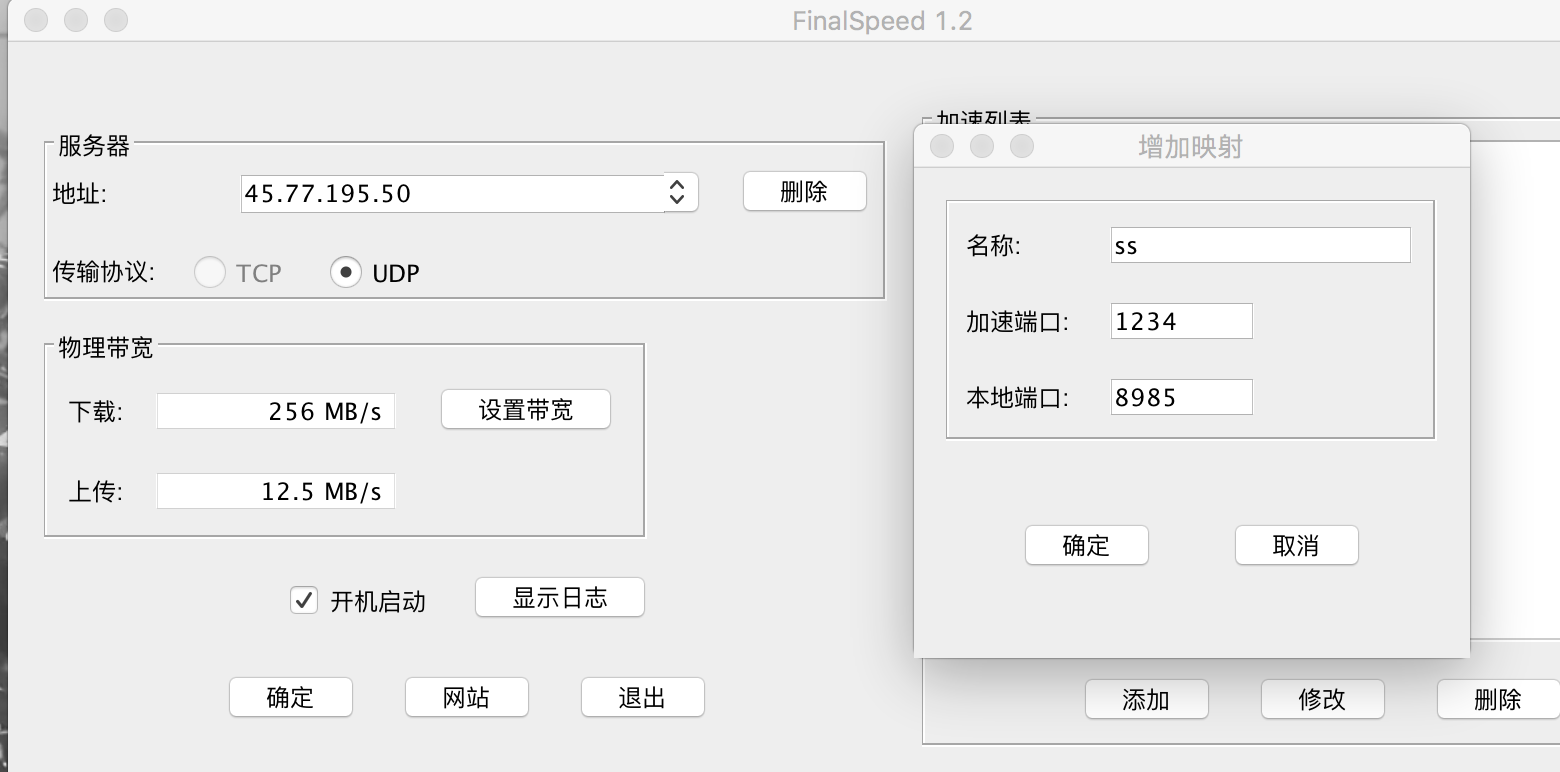 FinalSpeed 1.2
服务器
地址:
45.77.195.50
删除
传输协议:
TCP
UDP
物理带宽
下载:
256 MB/s
设置带宽
上传:
12.5 MB/s
开机启动
显示日志
确定
网站
退出
加速列表
增加映射
名称:
ss
加速端口:
1234
本地端口:
8985
确定
取消
添加
修改
删除